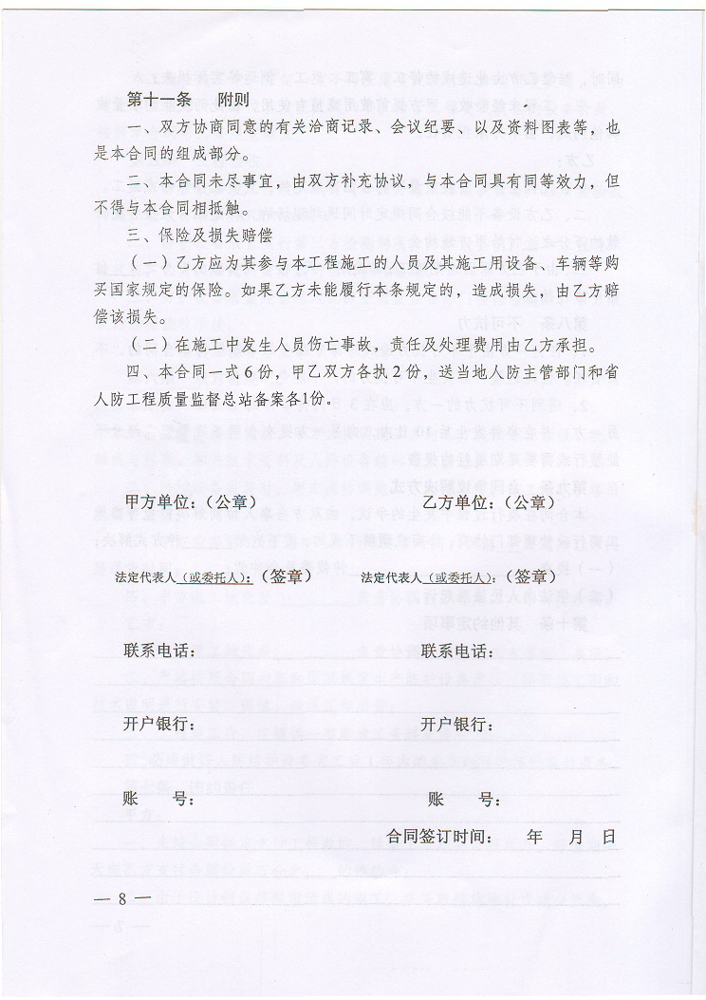 第十一条 附则
一、双方协商同意的有关洽商记录、会议纪要、以及资料图表等，也
是本合同的组成部分。
二、本合同未尽事宜，由双方补充协议，与本合同具有同等效力，但
不得与本合同相抵触。
三、保险及损失赔偿
（一）乙方应为其参与本工程施工的人员及其施工用设备、车辆等购
买国家规定的保险。如果乙方未能履行本条规定的，造成损失，由乙方赔
偿该损失。
（二）在施工中发生人员伤亡事故，责任及处理费用由乙方承担。
四、本合同一式6份，甲乙双方各执2份，送当地人防主管部门和省
人防工程质量监督总站备案各1份。
甲方单位：（公章） 乙方单位：（公章）
法定代表人（或委托人）：（签章） 法定代表人（或委托人）：（签章）
联系电话： 联系电话：
开户银行： 开户银行：
账 号： 账 号：
合同签订时间： 年 月 日
— 8 —